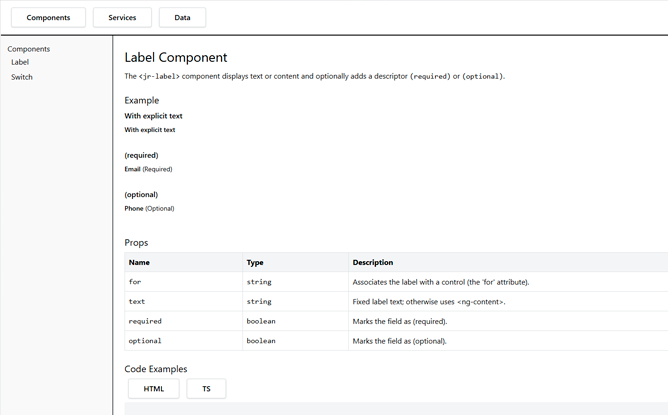 Components Services Data
Components
Label
Switch
Label Component
The <jr-label> component displays text or content and optionally adds a descriptor (required) or (optional).
Example
With explicit text
With explicit text
(required)
Email (Required)
(optional)
Phone (Optional)
Props
Name Type Description
for string Associates the label with a control (the 'for' attribute).
text string Fixed label text; otherwise uses <ng-content>.
required boolean Marks the field as (required).
optional boolean Marks the field as (optional).
Code Examples
HTML TS